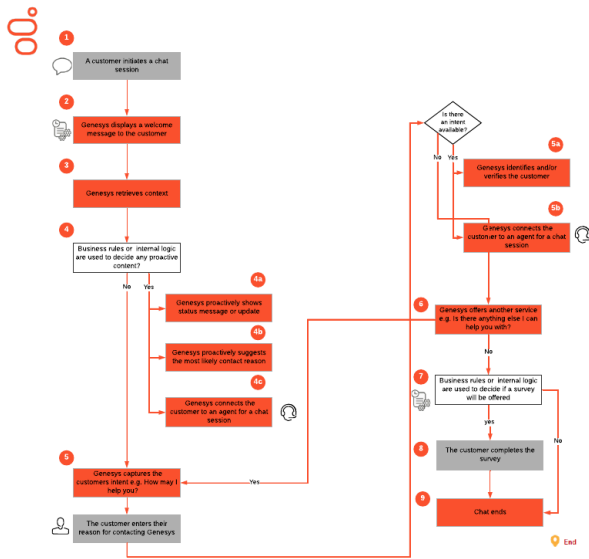 1
A customer initiates a chat
session
2
Genesys displays a welcome
message to the customer
3
Genesys retrieves context
4
Business rules or internal logic
are used to decide any proactive
content?
No
Yes
4a
Genesys proactively shows
status message or update
4b
Genesys proactively suggests
the most likely contact reason
4c
Genesys connects the
customer to an agent for a chat
session
5
Genesys captures the
customers intent e.g. How may I
help you?
The customer enters their
reason for contacting Genesys
Is there
an intent
available?
No
Yes
5a
Genesys identifies and/or
verifies the customer
5b
Genesys connects the
customer to an agent for a chat
session
6
Genesys offers another service
e.g. Is there anything else I can
help you with?
Yes
No
7
Business rules or internal logic
are used to decide if a survey
will be offered
yes
No
8
The customer completes the
survey
9
Chat ends
End